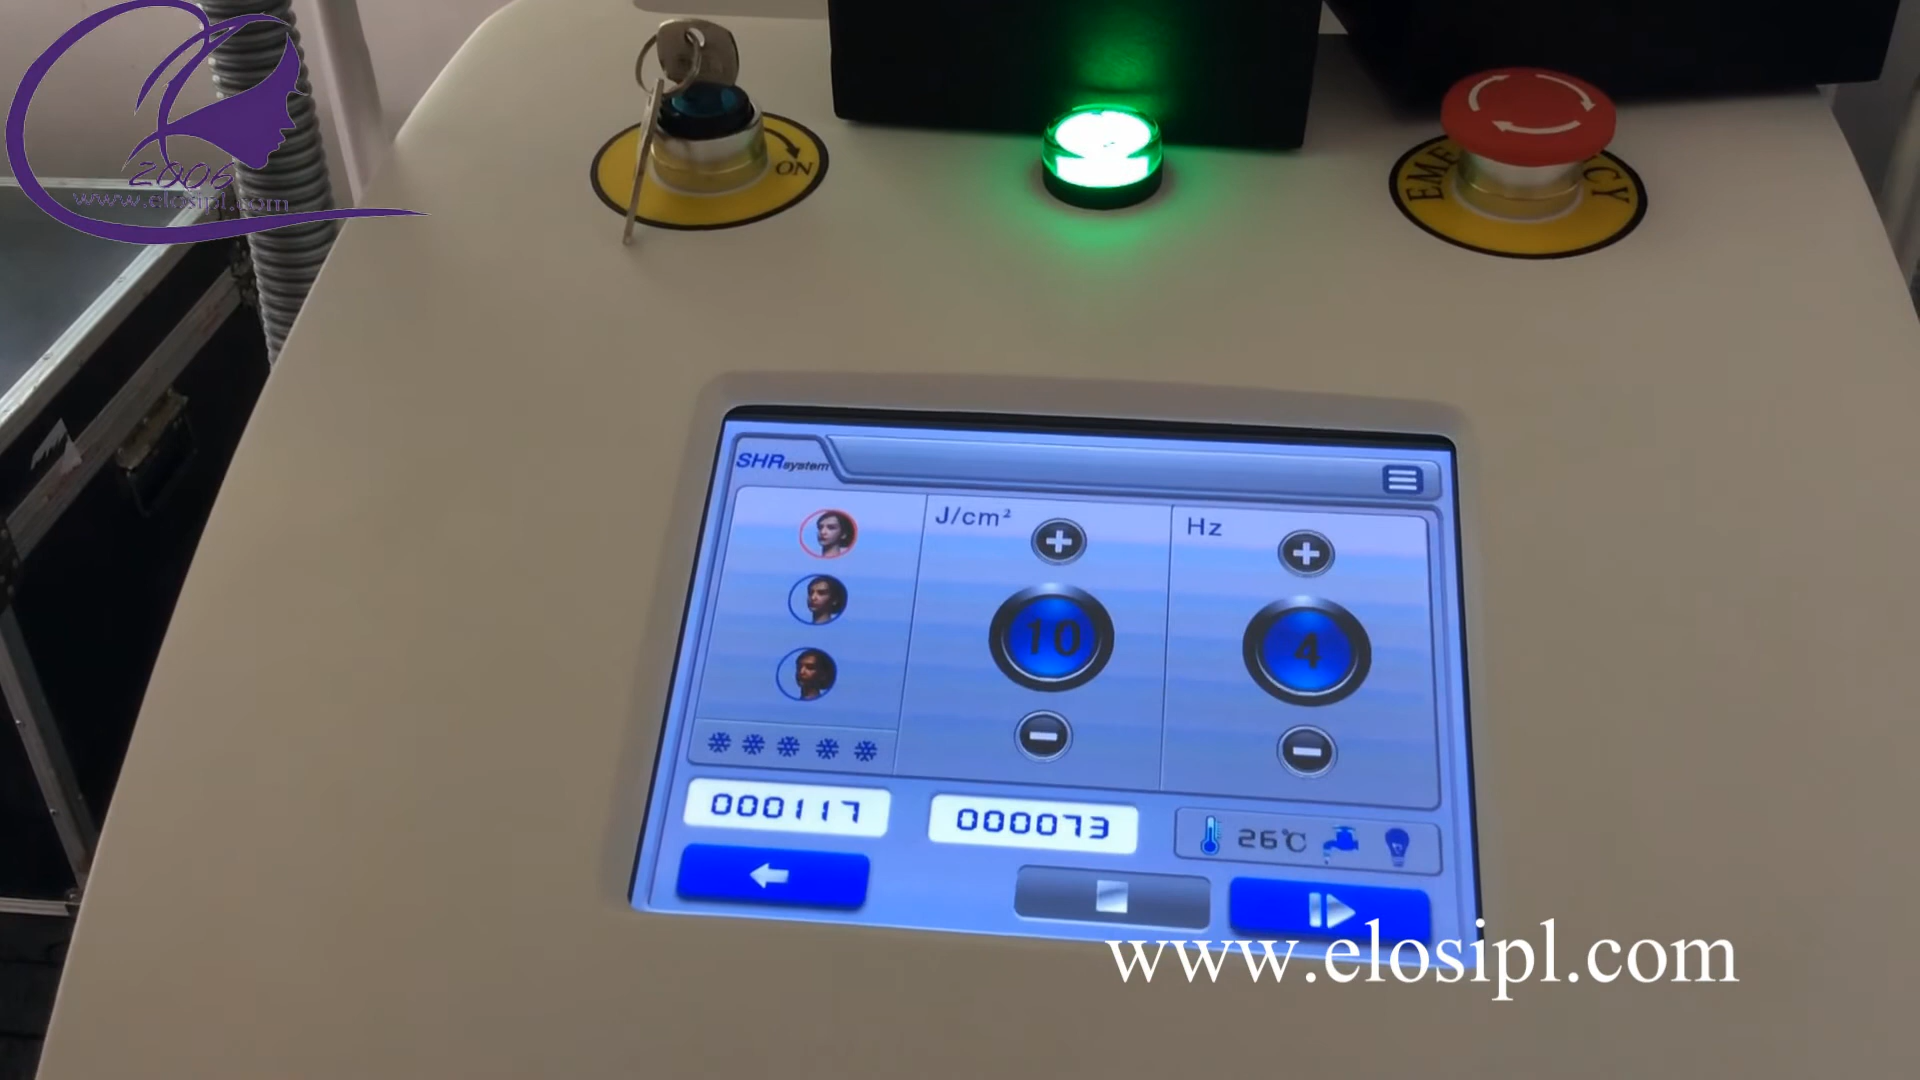 2006
www.elosipl.com
ON
EMERGENCY
SHRsystem
J/cm²
Hz
10
4
000117
000073
26℃
www.elosipl.com